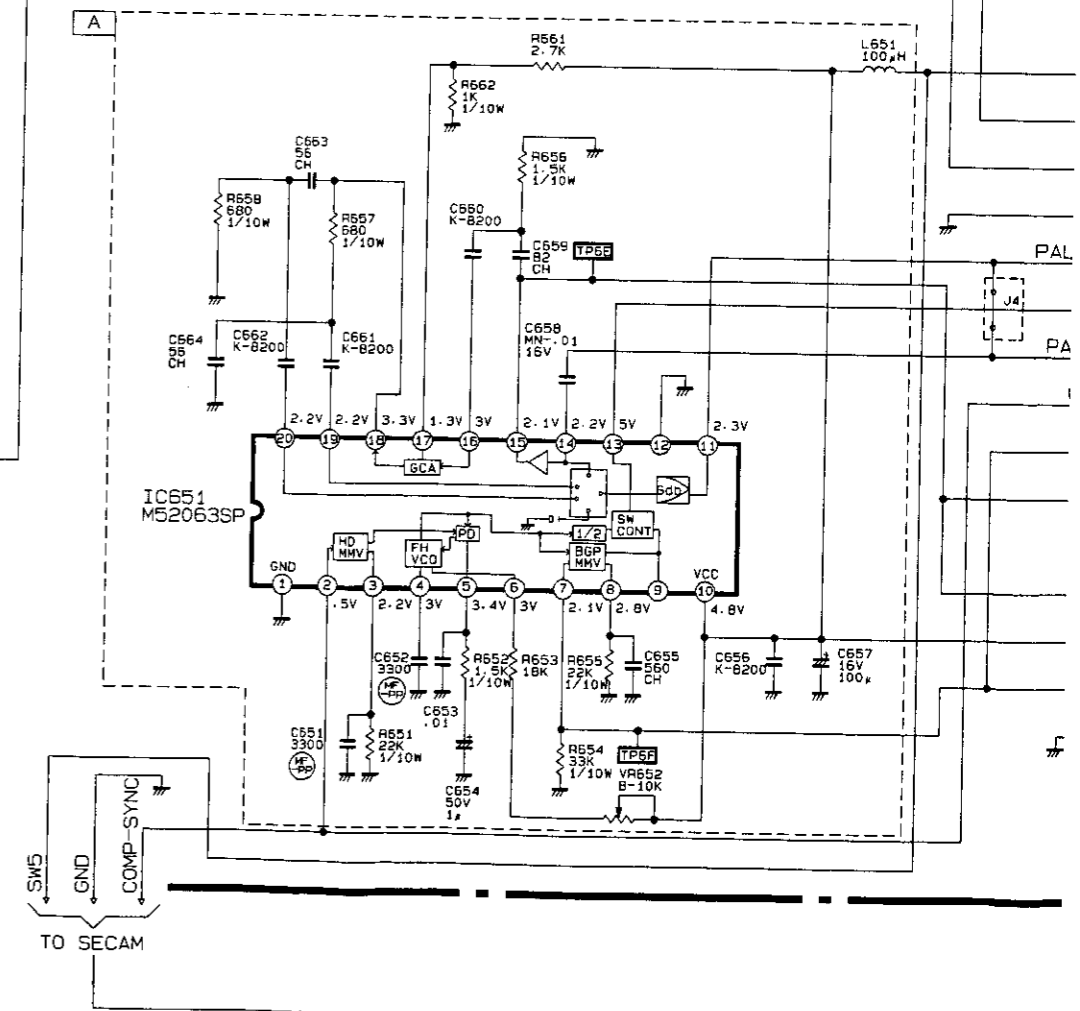 A
R661
2.7K
L651
100μH
R662
1K
1/10W
C663
56
CH
R656
1.5K
1/10W
R658
680
1/10W
R657
680
1/10W
C660
K-8200
C659
82
CH
TP6E
PAL
J4
C664
56
CH
C662
K-8200
C661
K-8200
C658
MN-.01
16V
PA
2.2V
2.2V
3.3V
1.3V
3V
2.1V
2.2V
5V
2.3V
20
19
18
17
16
15
14
13
12
11
GCA
6db
IC651
M52063SP
SW
CONT
HD
MMV
FH
VCO
PD
1/2
BGP
MMV
GND
VCC
1
2
3
4
5
6
7
8
9
10
.5V
2.2V
3V
3.4V
3V
2.1V
2.8V
4.8V
C652
3300
MF
-PP
R652
1.5K
1/10W
R653
18K
R655
22K
1/10W
C655
560
CH
C656
K-8200
C657
16V
100μ
C653
.01
C651
3300
MF
-PP
R651
22K
1/10W
C654
50V
1μ
R654
33K
1/10W
TP6F
VR652
B-10K
SW5
GND
COMP-SYNC
TO SECAM